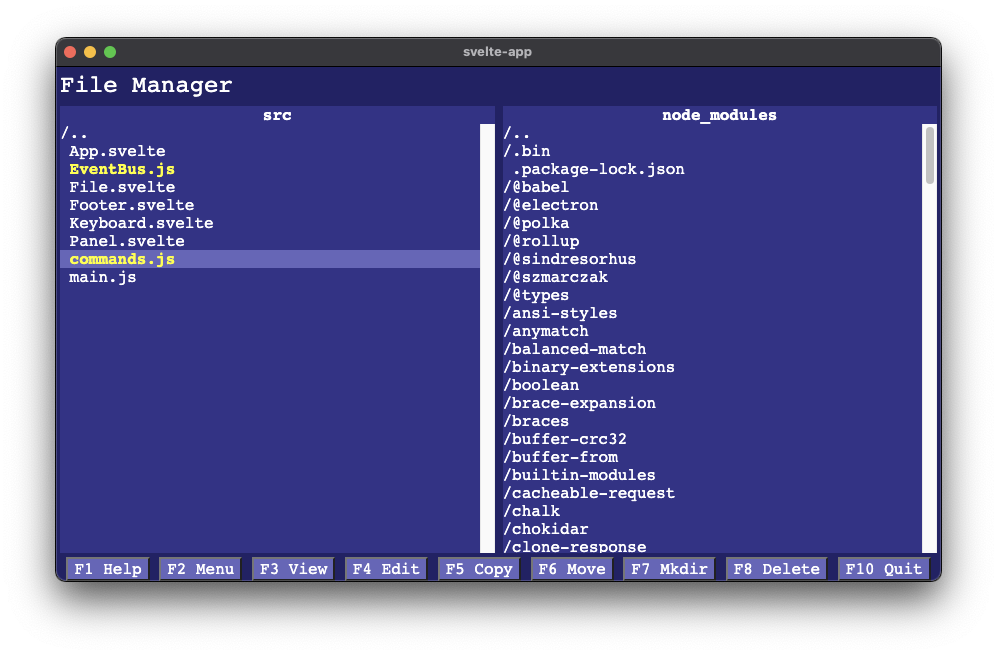 svelte-app
File Manager
src
/..
App.svelte
EventBus.js
File.svelte
Footer.svelte
Keyboard.svelte
Panel.svelte
commands.js
main.js
node_modules
/..
/.bin
.package-lock.json
/@babel
/@electron
/@polka
/@rollup
/@sindresorhus
/@szmarczak
/@types
/ansi-styles
/anymatch
/balanced-match
/binary-extensions
/boolean
/brace-expansion
/braces
/buffer-crc32
/buffer-from
/builtin-modules
/cacheable-request
/chalk
/chokidar
/clone-response
F1 Help F2 Menu F3 View F4 Edit F5 Copy F6 Move F7 Mkdir F8 Delete F10 Quit